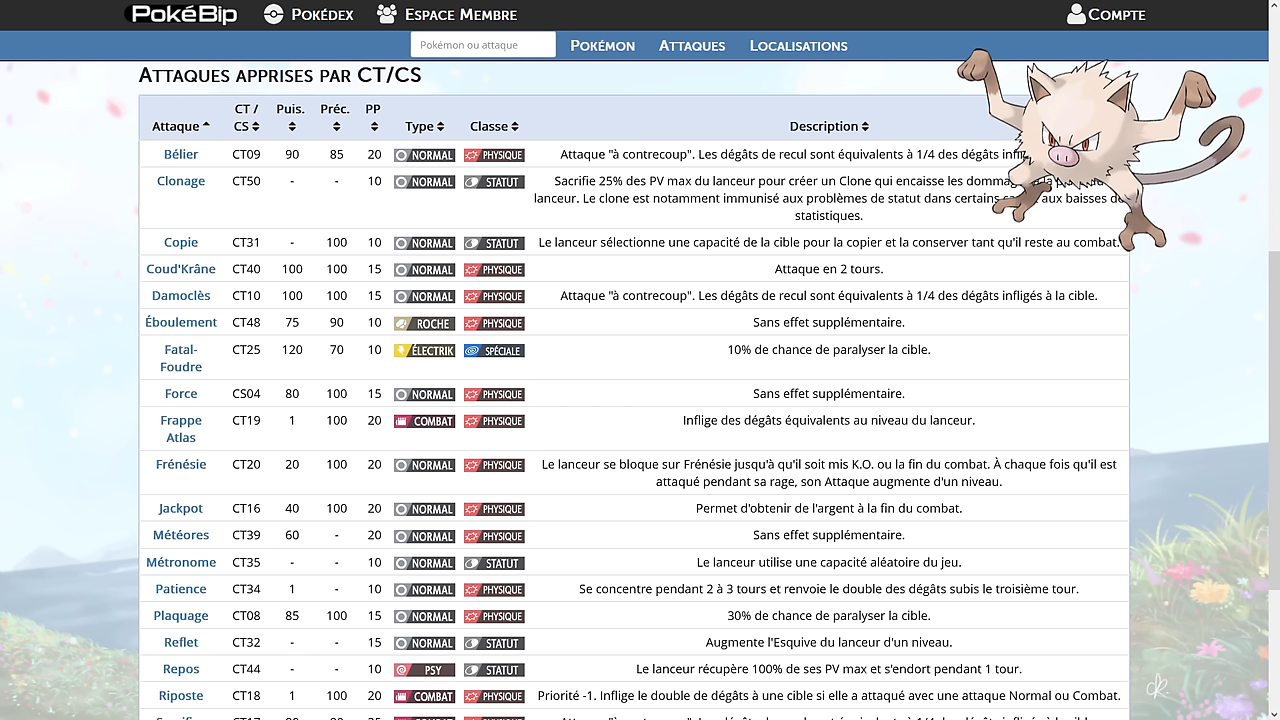 PokéBip Pokédex Espace Membre Compte
Pokémon ou attaque Pokémon Attaques Localisations
Attaques apprises par CT/CS
Attaque CT / CS Puis. Préc. PP Type Classe Description
Bélier CT09 90 85 20 NORMAL PHYSIQUE Attaque "à contrecoup". Les dégâts de recul sont équivalents à 1/4 des dégâts
Clonage CT50 - - 10 NORMAL STATUT Sacrifie 25% des PV max du lanceur pour créer un Clone qui encaisse les
lanceur. Le clone est notamment immunisé aux problèmes de statut dans certains aux baisses
statistiques.
Copie CT31 - 100 10 NORMAL STATUT Le lanceur sélectionne une capacité de la cible pour la copier et la conserver tant qu'il reste au combat.
Coud'Krâne CT40 100 100 15 NORMAL PHYSIQUE Attaque en 2 tours.
Damoclès CT10 100 100 15 NORMAL PHYSIQUE Attaque "à contrecoup". Les dégâts de recul sont équivalents à 1/4 des dégâts infligés à la cible.
Éboulement CT48 75 90 10 ROCHE PHYSIQUE Sans effet supplémentaire.
Fatal-
Foudre CT25 120 70 10 ÉLECTRIK SPÉCIALE 10% de chance de paralyser la cible.
Force CS04 80 100 15 NORMAL PHYSIQUE Sans effet supplémentaire.
Frappe
Atlas CT19 1 100 20 COMBAT PHYSIQUE Inflige des dégâts équivalents au niveau du lanceur.
Frénésie CT20 20 100 20 NORMAL PHYSIQUE Le lanceur se bloque sur Frénésie jusqu'à qu'il soit mis K.O. ou la fin du combat. À chaque fois qu'il est
attaqué pendant sa rage, son Attaque augmente d'un niveau.
Jackpot CT16 40 100 20 NORMAL PHYSIQUE Permet d'obtenir de l'argent à la fin du combat.
Météores CT39 60 - 20 NORMAL PHYSIQUE Sans effet supplémentaire.
Métronome CT35 - - 10 NORMAL STATUT Le lanceur utilise une capacité aléatoire du jeu.
Patience CT34 1 - 10 NORMAL PHYSIQUE Se concentre pendant 2 à 3 tours et renvoie le double des dégâts subis le troisième tour.
Plaquage CT08 85 100 15 NORMAL PHYSIQUE 30% de chance de paralyser la cible.
Reflet CT32 - - 15 NORMAL STATUT Augmente l'Esquive du lanceur d'un niveau.
Repos CT44 - - 10 PSY STATUT Le lanceur récupère 100% de ses PV max et s'endort pendant 1 tour.
Riposte CT18 1 100 20 COMBAT PHYSIQUE Priorité -1. Inflige le double de dégâts à une cible si elle a attaqué avec une attaque Normal ou Combat.